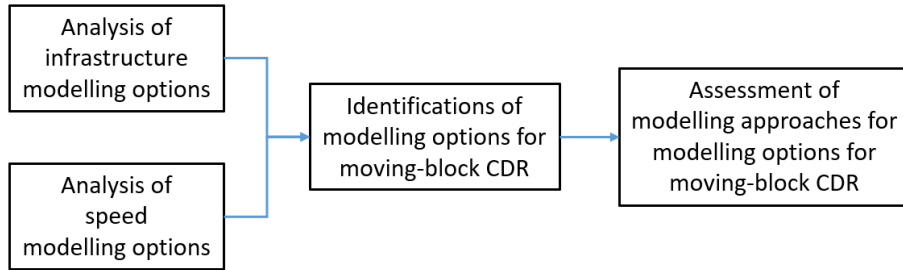 Analysis of
infrastructure
modelling options
Analysis of
speed
modelling options
Identifications of
modelling options for
moving-block CDR
Assessment of
modelling approaches for
modelling options for
moving-block CDR